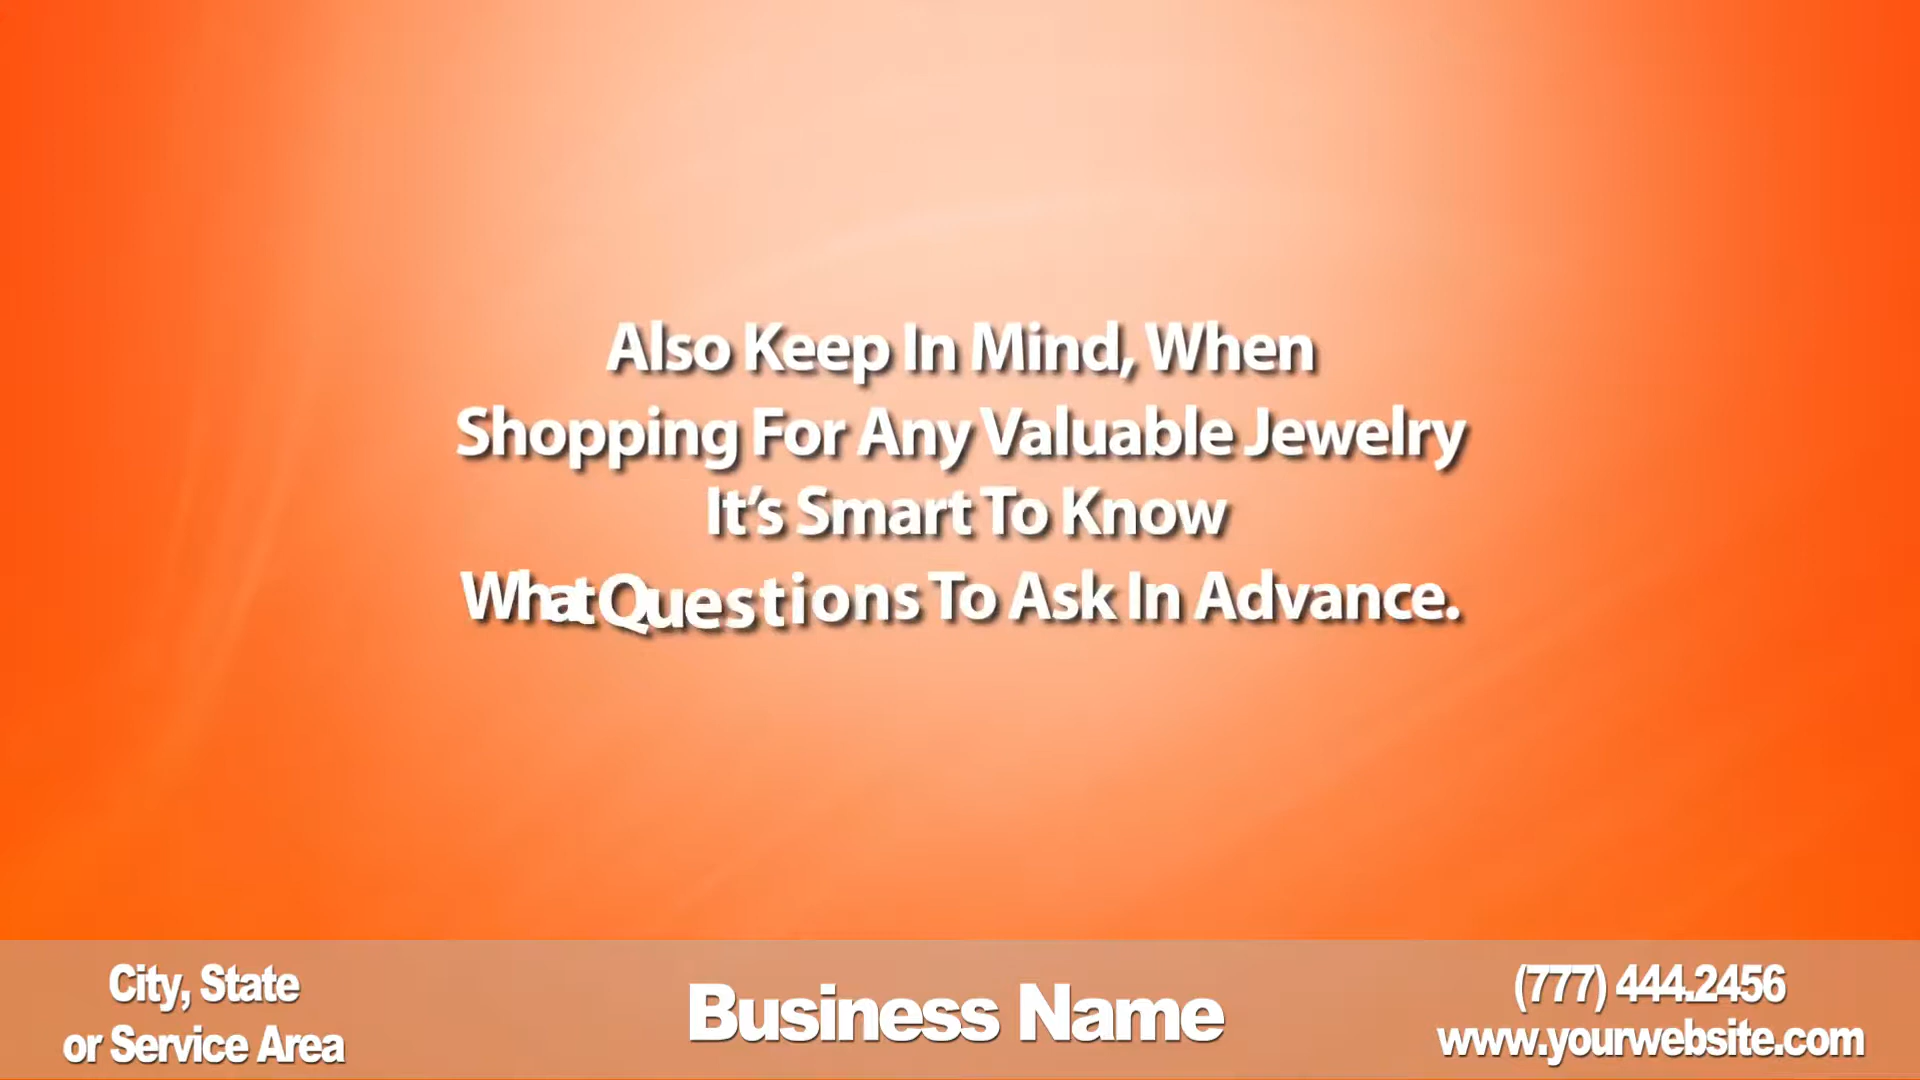 Also Keep In Mind, When
Shopping For Any Valuable Jewelry
It's Smart To Know
What Questions To Ask In Advance.
City, State
or Service Area
Business Name
(777) 444.2456
www.yourwebsite.com